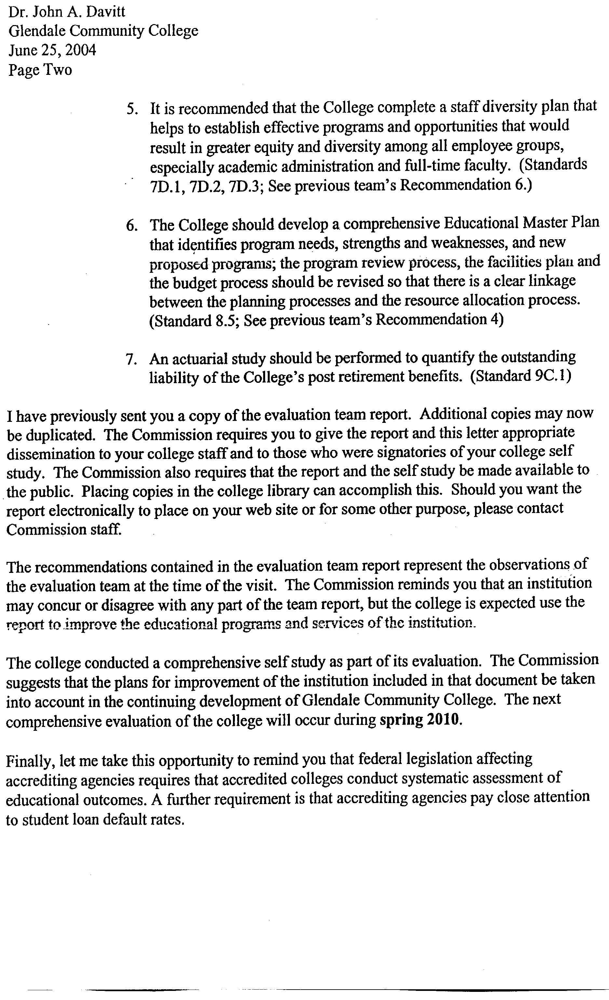 Dr. John A. Davitt
Glendale Community College
June 25, 2004
Page Two
5. It is recommended that the College complete a staff diversity plan that
helps to establish effective programs and opportunities that would
result in greater equity and diversity among all employee groups,
especially academic administration and full-time faculty. (Standards
7D.1, 7D.2, 7D.3; See previous team's Recommendation 6.)
6. The College should develop a comprehensive Educational Master Plan
that identifies program needs, strengths and weaknesses, and new
proposed programs; the program review process, the facilities plan and
the budget process should be revised so that there is a clear linkage
between the planning processes and the resource allocation process.
(Standard 8.5; See previous team's Recommendation 4)
7. An actuarial study should be performed to quantify the outstanding
liability of the College's post retirement benefits. (Standard 9C.1)
I have previously sent you a copy of the evaluation team report. Additional copies may now
be duplicated. The Commission requires you to give the report and this letter appropriate
dissemination to your college staff and to those who were signatories of your college self
study. The Commission also requires that the report and the self study be made available to
the public. Placing copies in the college library can accomplish this. Should you want the
report electronically to place on your web site or for some other purpose, please contact
Commission staff.
The recommendations contained in the evaluation team report represent the observations of
the evaluation team at the time of the visit. The Commission reminds you that an institution
may concur or disagree with any part of the team report, but the college is expected use the
report to improve the educational programs and services of the institution.
The college conducted a comprehensive self study as part of its evaluation. The Commission
suggests that the plans for improvement of the institution included in that document be taken
into account in the continuing development of Glendale Community College. The next
comprehensive evaluation of the college will occur during spring 2010.
Finally, let me take this opportunity to remind you that federal legislation affecting
accrediting agencies requires that accredited colleges conduct systematic assessment of
educational outcomes. A further requirement is that accrediting agencies pay close attention
to student loan default rates.